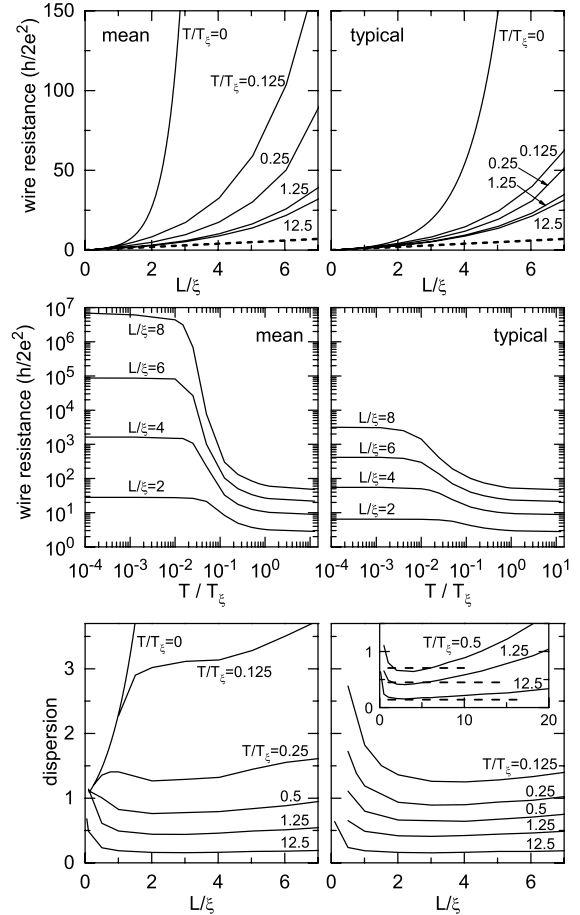 wire resistance (h/2e²)
150
100
50
0
mean
T/Tξ=0
T/Tξ=0.125
0.25
1.25
12.5
0 2 4 6
L/ξ
typical
T/Tξ=0
0.125
0.25
1.25
12.5
0 2 4 6
L/ξ
wire resistance (h/2e²)
10⁷
10⁶
10⁵
10⁴
10³
10²
10¹
10⁰
mean
L/ξ=8
L/ξ=6
L/ξ=4
L/ξ=2
10⁻⁴ 10⁻³ 10⁻² 10⁻¹ 10⁰
T / Tξ
typical
L/ξ=8
L/ξ=6
L/ξ=4
L/ξ=2
10⁻⁴ 10⁻³ 10⁻² 10⁻¹ 10⁰ 10¹
T / Tξ
dispersion
3
2
1
0
T/Tξ=0
T/Tξ=0.125
T/Tξ=0.25
0.5
1.25
12.5
0 2 4 6
L/ξ
1
0
T/Tξ=0.5
1.25
12.5
0 10 20
T/Tξ=0.125
0.25
0.5
1.25
12.5
0 2 4 6
L/ξ